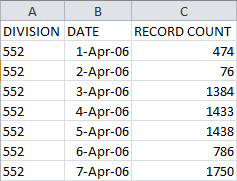 A B C
DIVISION DATE RECORD COUNT
552 1-Apr-06 474
552 2-Apr-06 76
552 3-Apr-06 1384
552 4-Apr-06 1433
552 5-Apr-06 1438
552 6-Apr-06 786
552 7-Apr-06 1750